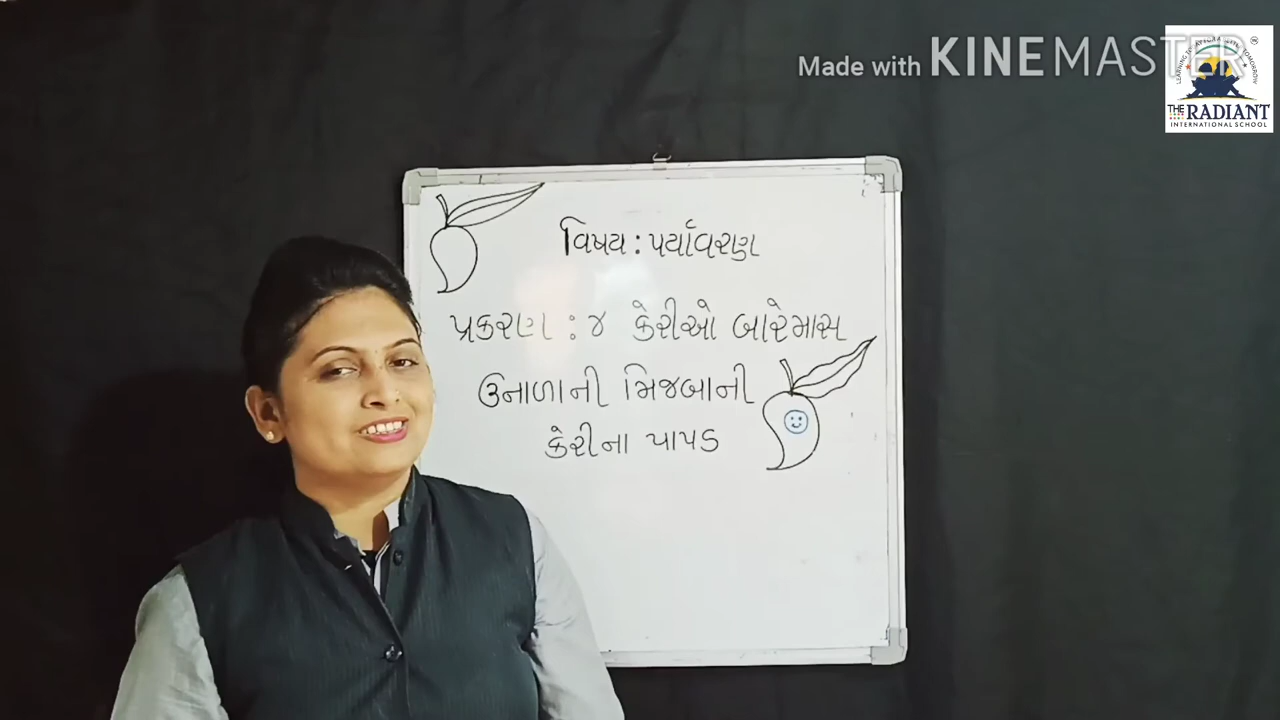 Made with KINEMASTER
THE RADIANT
INTERNATIONAL SCHOOL
વિષય : પર્યાવરણ
પ્રકરણ : ૪ કેરીઓ બારેમાસ
ઉનાળાની મિજબાની
કેરીના પાપડ